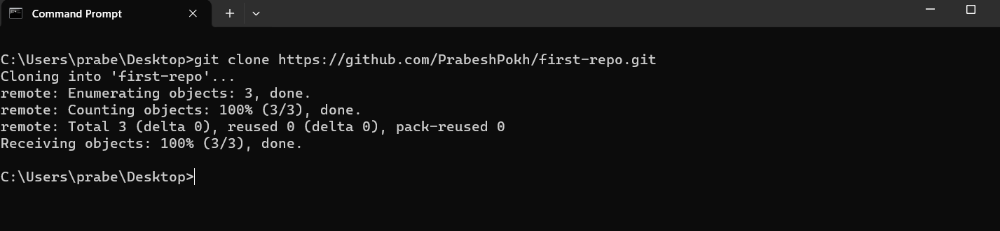 Command Prompt
C:\Users\prabe\Desktop>git clone https://github.com/PrabeshPokh/first-repo.git
Cloning into 'first-repo'...
remote: Enumerating objects: 3, done.
remote: Counting objects: 100% (3/3), done.
remote: Total 3 (delta 0), reused 0 (delta 0), pack-reused 0
Receiving objects: 100% (3/3), done.
C:\Users\prabe\Desktop>